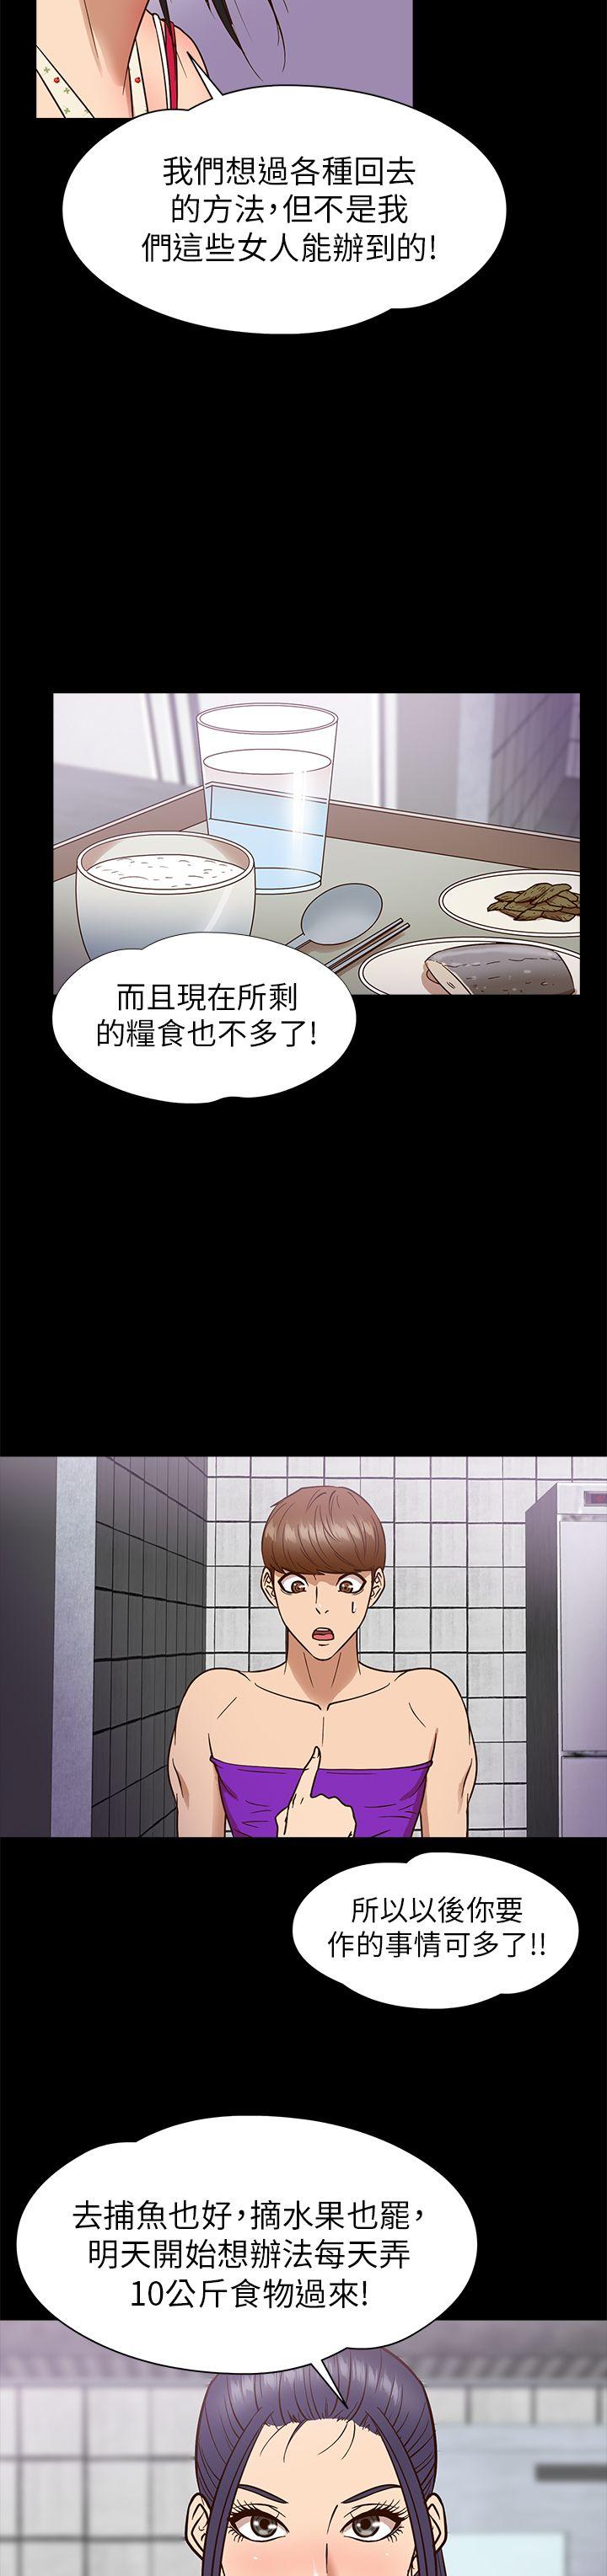 我們想過各種回去
的方法，但不是我
們這些女人能辦到的！
而且現在所剩
的糧食也不多了！
所以以後你要
作的事情可多了！！
去捕魚也好，摘水果也罷，
明天開始想辦法每天弄
10公斤食物過來！